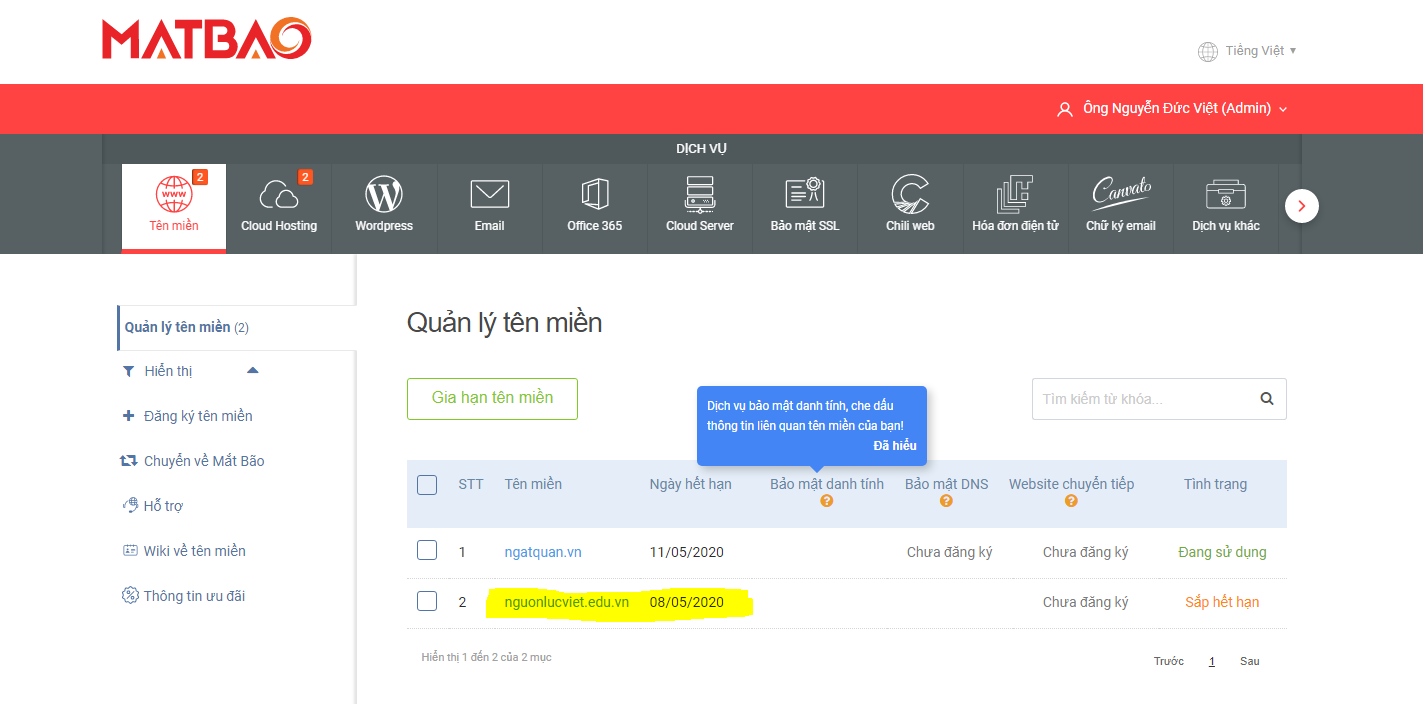 MATBAO
Tiếng Việt
Ông Nguyễn Đức Việt (Admin)
DỊCH VỤ
www
2
Tên miền
2
Cloud Hosting
Wordpress
Email
Office 365
Cloud Server
Bảo mật SSL
Chili web
Hóa đơn điện tử
Canvato
Chữ ký email
Dịch vụ khác
Quản lý tên miền (2)
Hiển thị
Đăng ký tên miền
Chuyển về Mắt Bão
Hỗ trợ
Wiki về tên miền
Thông tin ưu đãi
Quản lý tên miền
Gia hạn tên miền
Dịch vụ bảo mật danh tính, che dấu
thông tin liên quan tên miền của bạn!
Đã hiểu
Tìm kiếm từ khóa...
STT Tên miền Ngày hết hạn Bảo mật danh tính Bảo mật DNS Website chuyển tiếp Tình trạng
? ? ?
1 ngatquan.vn 11/05/2020 Chưa đăng ký Chưa đăng ký Đang sử dụng
2 nguonlucviet.edu.vn 08/05/2020 Chưa đăng ký Sắp hết hạn
Hiển thị 1 đến 2 của 2 mục
Trước 1 Sau